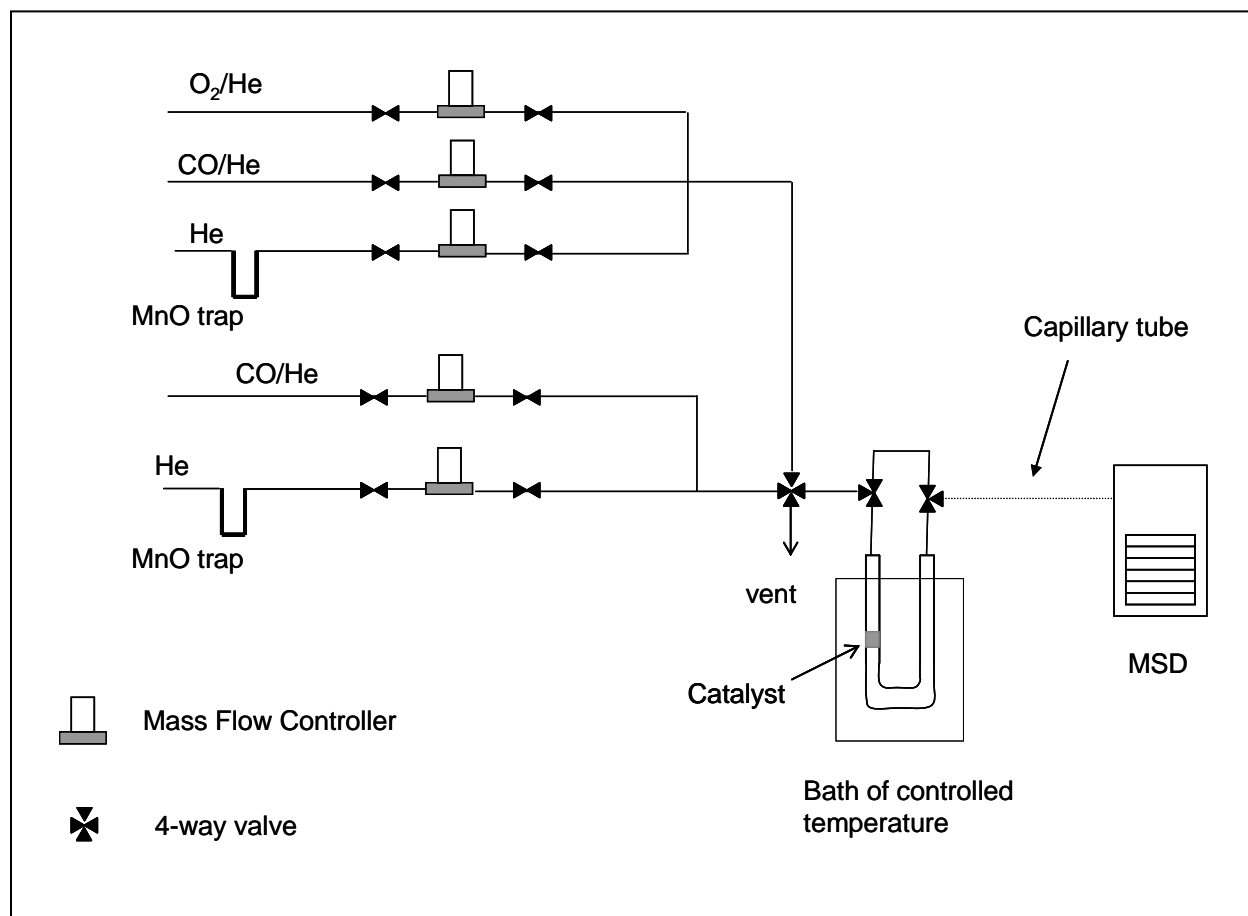 O₂/He
CO/He
He
MnO trap
CO/He
He
MnO trap
Capillary tube
vent
Catalyst
MSD
Mass Flow Controller
4-way valve
Bath of controlled
temperature